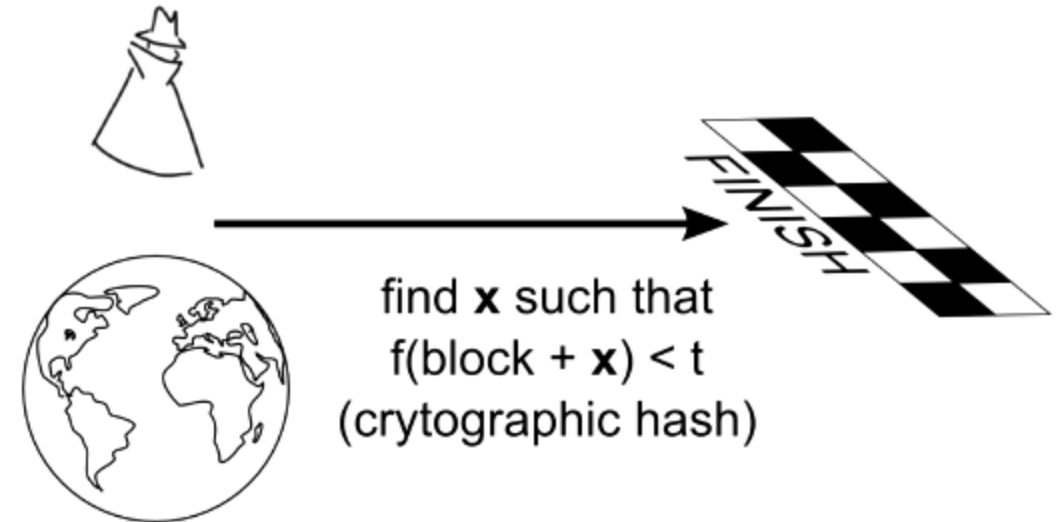 FINISH
find x such that
f(block + x) < t
(crytographic hash)